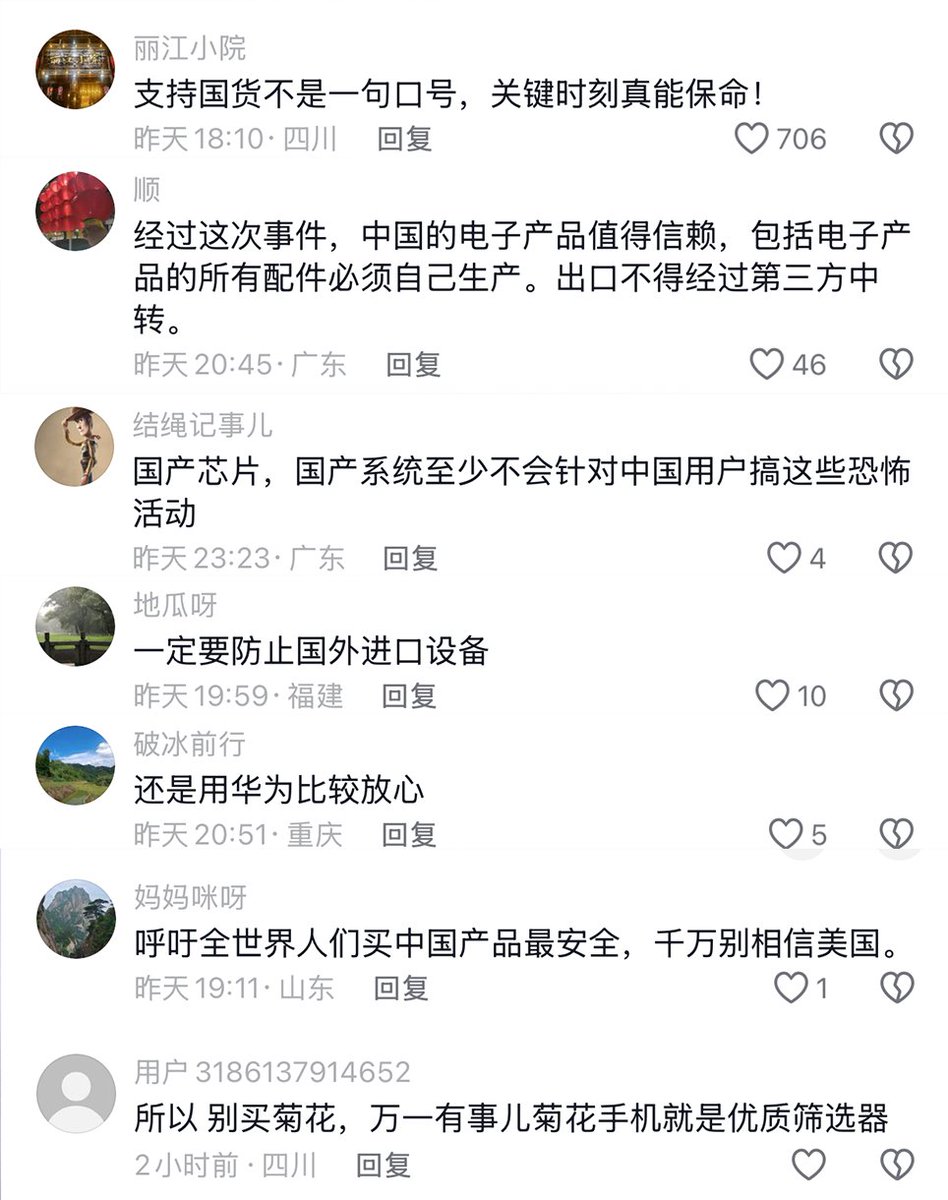 丽江小院
支持国货不是一句口号，关键时刻真能保命！
昨天 18:10 · 四川 回复 706
顺
经过这次事件，中国的电子产品值得信赖，包括电子产
品的所有配件必须自己生产。出口不得经过第三方中
转。
昨天 20:45 · 广东 回复 46
结绳记事儿
国产芯片，国产系统至少不会针对中国用户搞这些恐怖
活动
昨天 23:23 · 广东 回复 4
地瓜呀
一定要防止国外进口设备
昨天 19:59 · 福建 回复 10
破冰前行
还是用华为比较放心
昨天 20:51 · 重庆 回复 5
妈妈咪呀
呼吁全世界人们买中国产品最安全，千万别相信美国。
昨天 19:11 · 山东 回复 1
用户 3186137914652
所以 别买菊花，万一有事儿菊花手机就是优质筛选器
2小时前 · 四川 回复